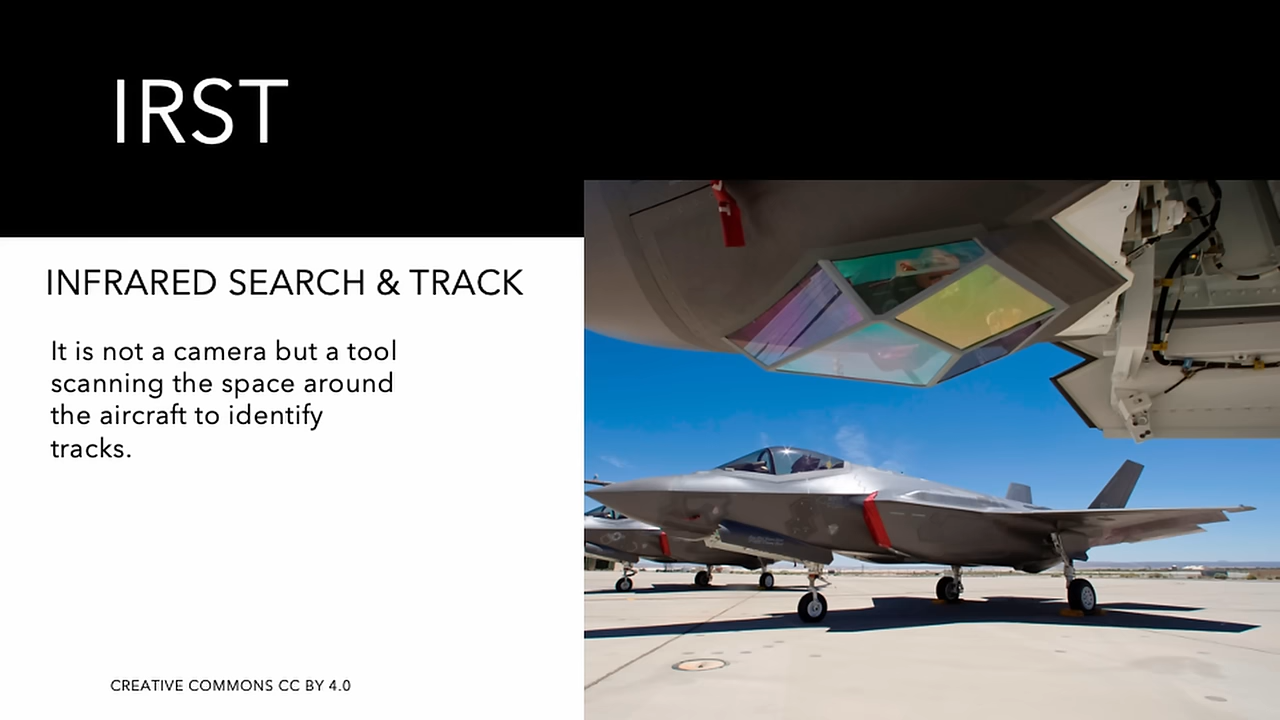 IRST
INFRARED SEARCH & TRACK
It is not a camera but a tool
scanning the space around
the aircraft to identify
tracks.
CREATIVE COMMONS CC BY 4.0